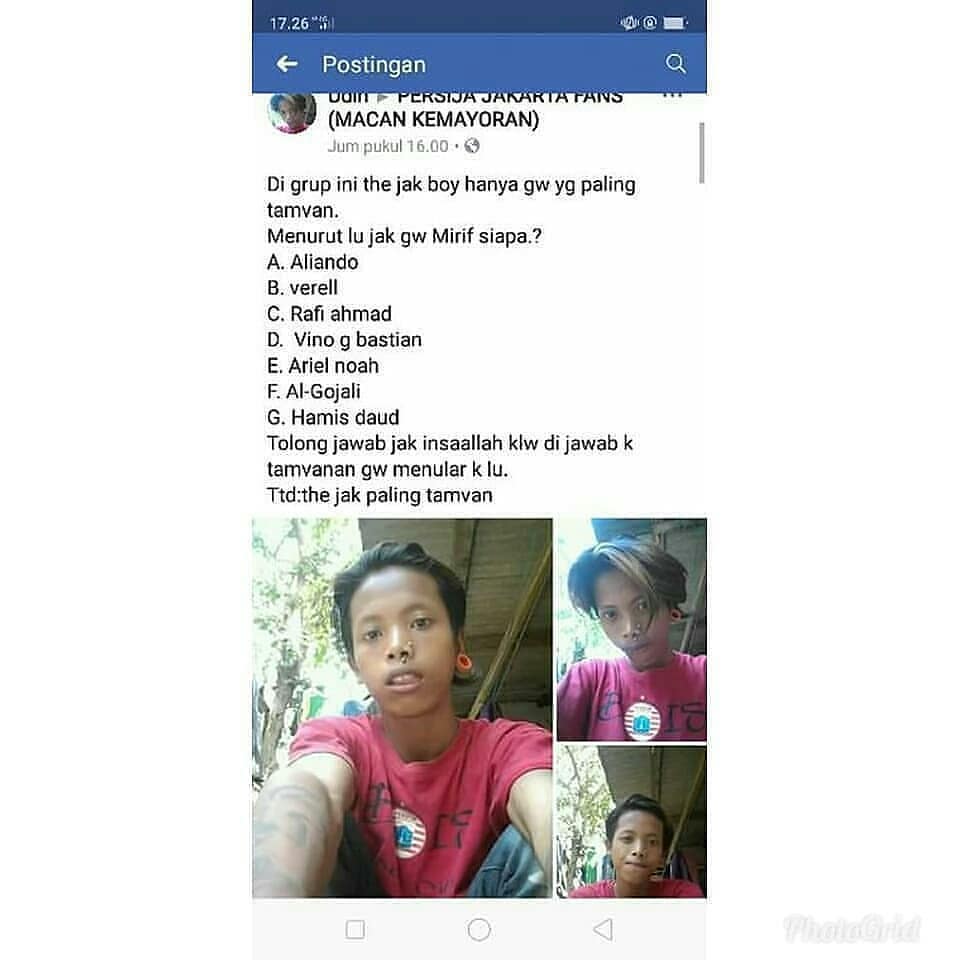 17.26
Postingan
Udin ► PERSIJA JAKARTA FANS
(MACAN KEMAYORAN)
Jum pukul 16.00 •
Di grup ini the jak boy hanya gw yg paling
tamvan.
Menurut lu jak gw Mirif siapa.?
A. Aliando
B. verell
C. Rafi ahmad
D.  Vino g bastian
E. Ariel noah
F. Al-Gojali
G. Hamis daud
Tolong jawab jak insaallah klw di jawab k
tamvanan gw menular k lu.
Ttd:the jak paling tamvan
PhotoGrid